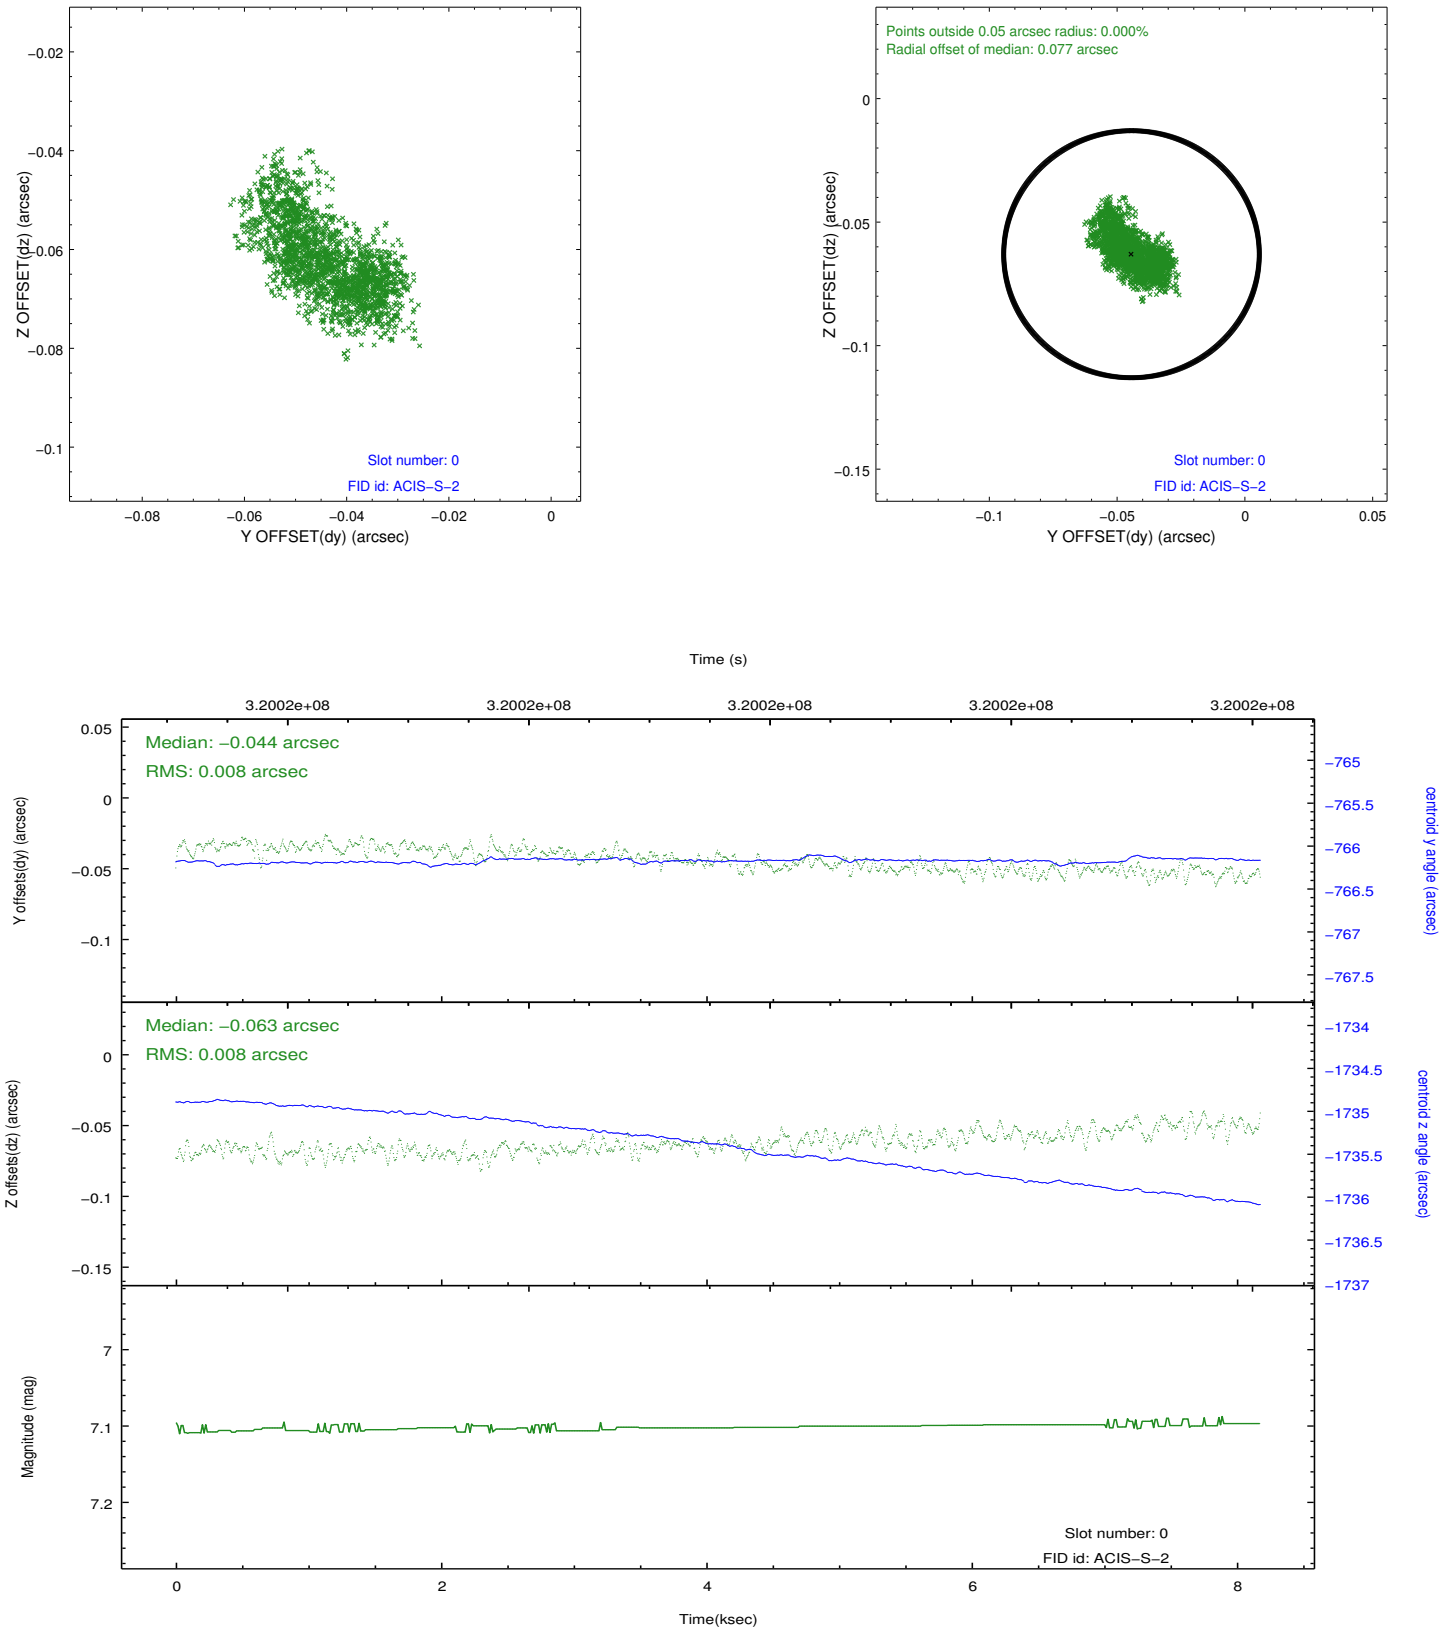 −0.02
−0.04
−0.06
−0.08
−0.1
Z OFFSET(dz) (arcsec)
Slot number: 0
FID id: ACIS−S−2
−0.08
−0.06
−0.04
−0.02
0
Y OFFSET(dy) (arcsec)
Points outside 0.05 arcsec radius: 0.000%
Radial offset of median: 0.077 arcsec
0
−0.05
−0.1
−0.15
Z OFFSET(dz) (arcsec)
Slot number: 0
FID id: ACIS−S−2
−0.1
−0.05
0
0.05
Y OFFSET(dy) (arcsec)
Time (s)
3.2002e+08
3.2002e+08
3.2002e+08
3.2002e+08
3.2002e+08
Median: −0.044 arcsec
RMS: 0.008 arcsec
0.05
0
−0.05
−0.1
Y offsets(dy) (arcsec)
−765
−765.5
−766
−766.5
−767
−767.5
centroid y angle (arcsec)
Median: −0.063 arcsec
RMS: 0.008 arcsec
0
−0.05
−0.1
−0.15
Z offsets(dz) (arcsec)
−1734
−1734.5
−1735
−1735.5
−1736
−1736.5
−1737
centroid z angle (arcsec)
7
7.1
7.2
Magnitude (mag)
Slot number: 0
FID id: ACIS−S−2
0
2
4
6
8
Time(ksec)